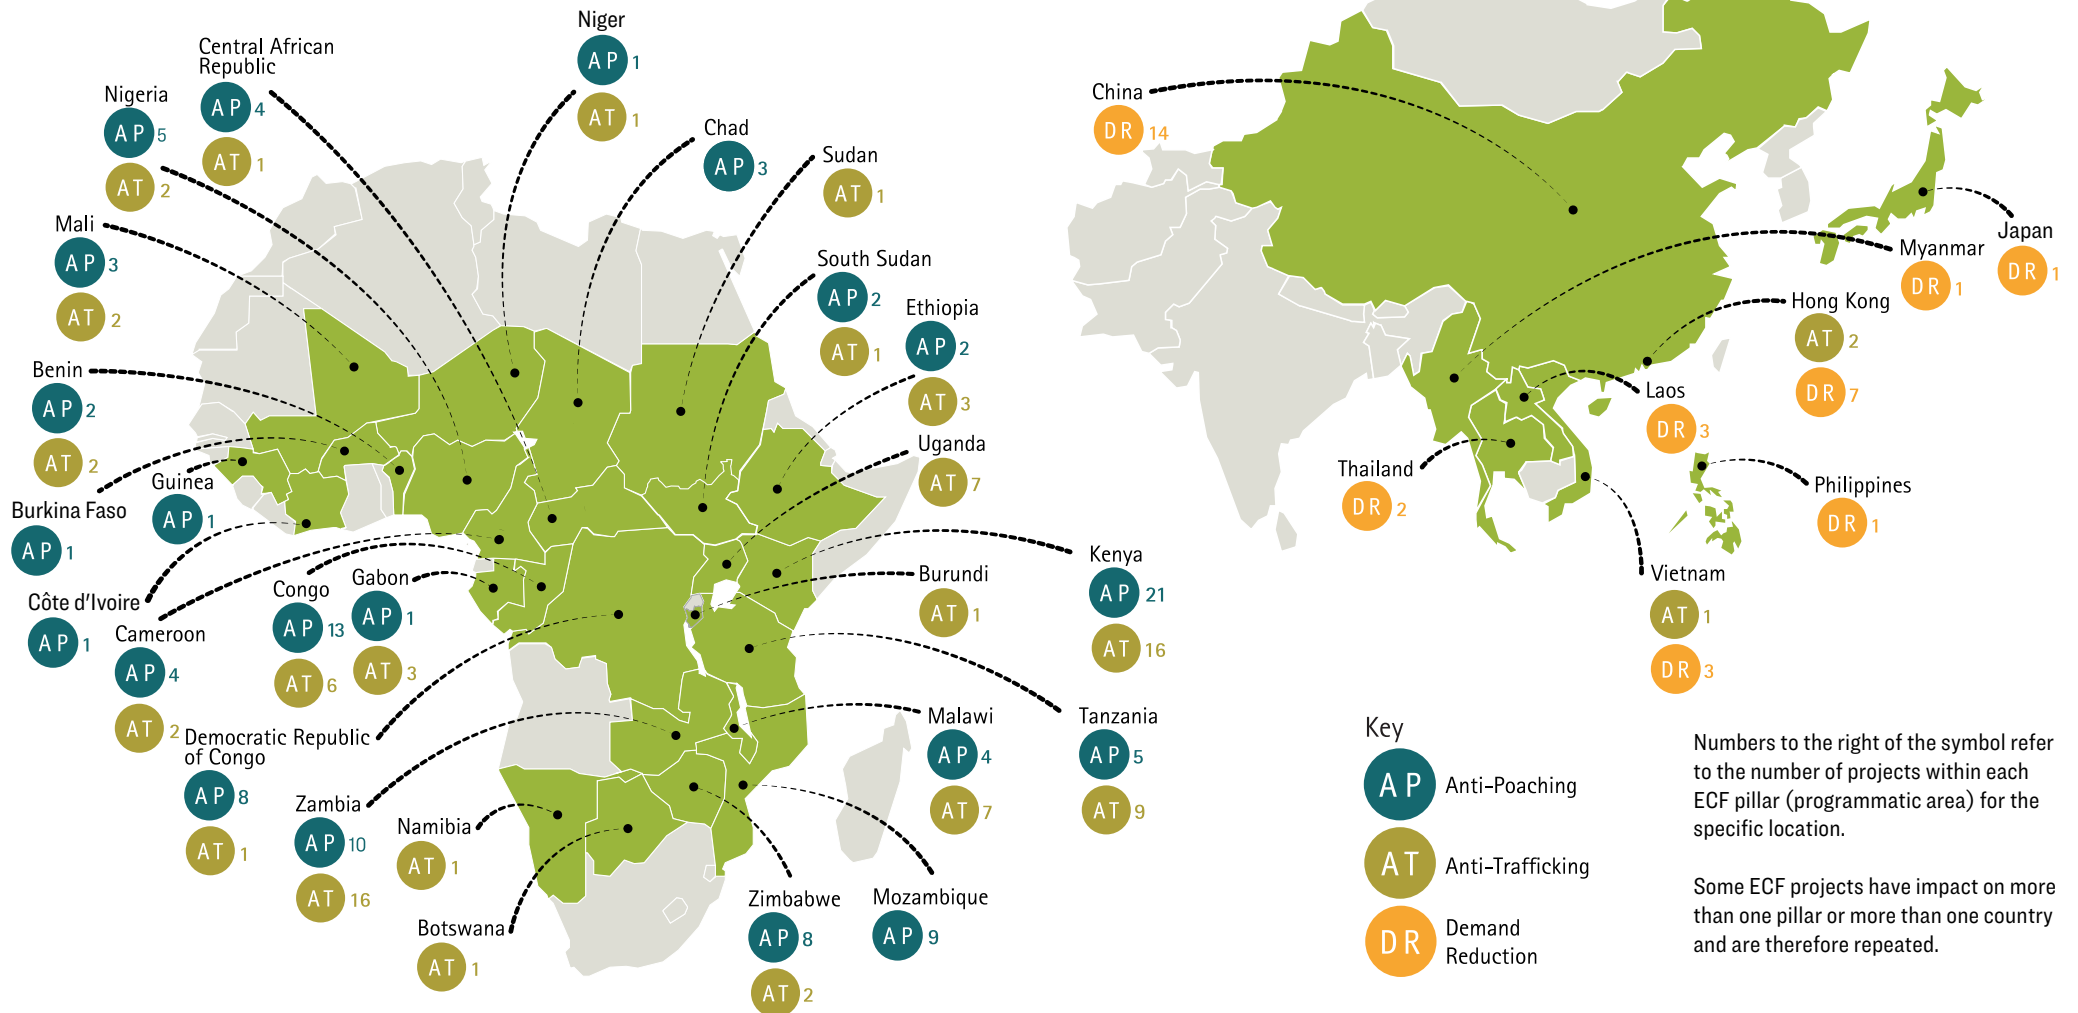 Niger
AP 1
AT 1
Central African
Republic
AP 4
AT 1
Nigeria
AP 5
AT 2
Chad
AP 3
Sudan
AT 1
Mali
AP 3
AT 2
South Sudan
AP 2
AT 1
Ethiopia
AP 2
AT 3
Benin
AP 2
AT 2
Uganda
AT 7
Guinea
AP 1
Burkina Faso
AP 1
Kenya
AP 21
AT 16
Burundi
AT 1
Congo
AP 13
AT 6
Gabon
AP 1
AT 3
Côte d'Ivoire
AP 1
Cameroon
AP 4
AT 2
Democratic Republic
of Congo
AP 8
AT 1
Malawi
AP 4
AT 7
Tanzania
AP 5
AT 9
Zambia
AP 10
AT 16
Namibia
AT 1
Botswana
AT 1
Zimbabwe
AP 8
AT 2
Mozambique
AP 9
China
DR 14
Japan
DR 1
Myanmar
DR 1
Hong Kong
AT 2
DR 7
Laos
DR 3
Thailand
DR 2
Philippines
DR 1
Vietnam
AT 1
DR 3
Key
AP Anti-Poaching
AT Anti-Trafficking
DR Demand
Reduction
Numbers to the right of the symbol refer
to the number of projects within each
ECF pillar (programmatic area) for the
specific location.
Some ECF projects have impact on more
than one pillar or more than one country
and are therefore repeated.